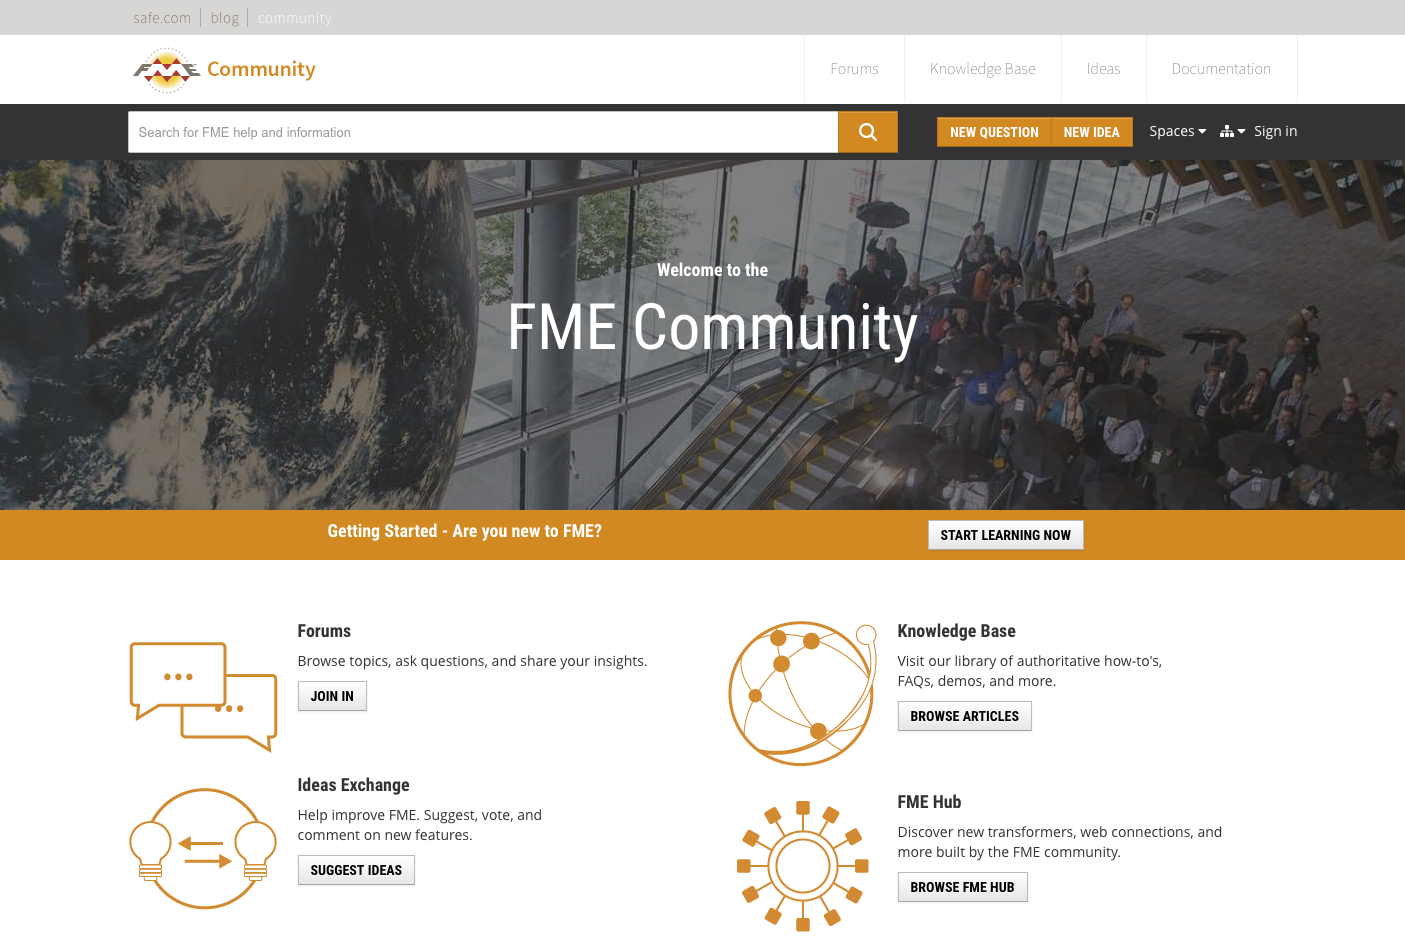 safe.com
blog
community
FME
Community
Forums
Knowledge Base
Ideas
Documentation
Search for FME help and information
NEW QUESTION
NEW IDEA
Spaces
Sign in
Welcome to the
FME Community
Getting Started - Are you new to FME?
START LEARNING NOW
Forums
Browse topics, ask questions, and share your insights.
JOIN IN
Knowledge Base
Visit our library of authoritative how-to's,
FAQs, demos, and more.
BROWSE ARTICLES
Ideas Exchange
Help improve FME. Suggest, vote, and
comment on new features.
SUGGEST IDEAS
FME Hub
Discover new transformers, web connections, and
more built by the FME community.
BROWSE FME HUB